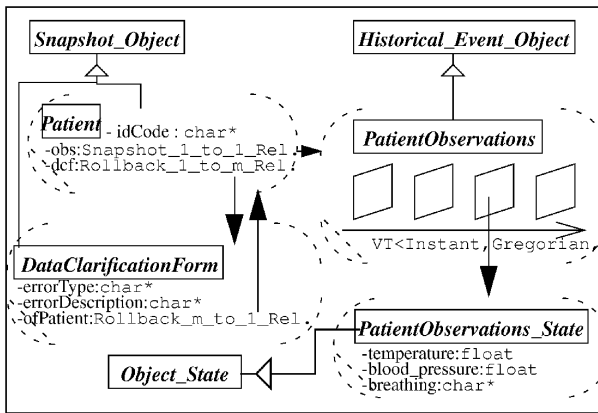 Snapshot_Object
Historical_Event_Object
Patient
- idCode : char*
-obs:Snapshot_1_to_1_Rel.
-dcf:Rollback_1_to_m_Rel.
PatientObservations
VT<Instant,Gregorian,
DataClarificationForm
-errorType:char*
-errorDescription:char*
-ofPatient:Rollback_m_to_1_Rel.
PatientObservations_State
-temperature:float
-blood_pressure:float
-breathing:char*
Object_State